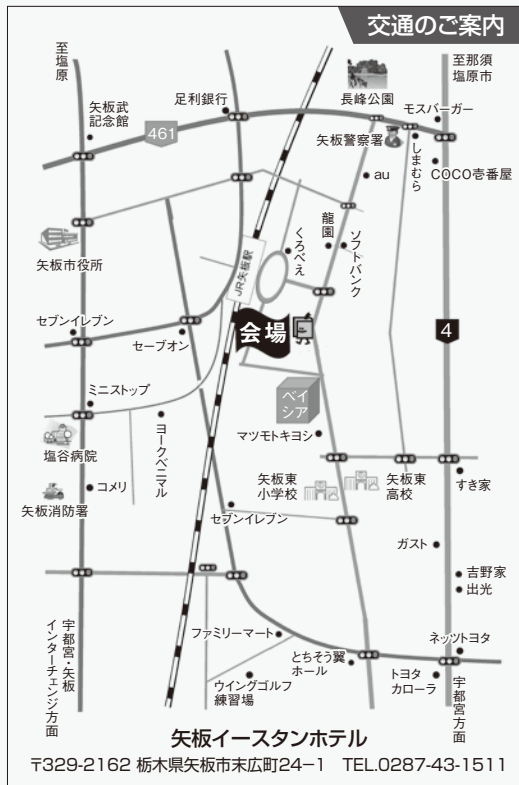 交通のご案内
至塩原
至那須
塩原市
長峰公園
足利銀行
モスバーガー
矢板武
記念館
461
矢板警察署
しまむら
au
COCO壱番屋
龍園
ソフトバンク
くろべえ
矢板市役所
JR矢板駅
セブンイレブン
セーブオン
会場
4
ミニストップ
ベイ
シア
ヨークベニマル
マツモトキヨシ
塩谷病院
矢板東
小学校
矢板東
高校
すき家
コメリ
矢板消防署
セブンイレブン
ガスト
吉野家
出光
ファミリーマート
ネッツトヨタ
宇都宮・矢板
インターチェンジ方面
とちそう翼
ホール
ウイングゴルフ
練習場
トヨタ
カローラ
宇都宮方面
矢板イースタンホテル
〒329-2162 栃木県矢板市末広町24−1 TEL.0287-43-1511